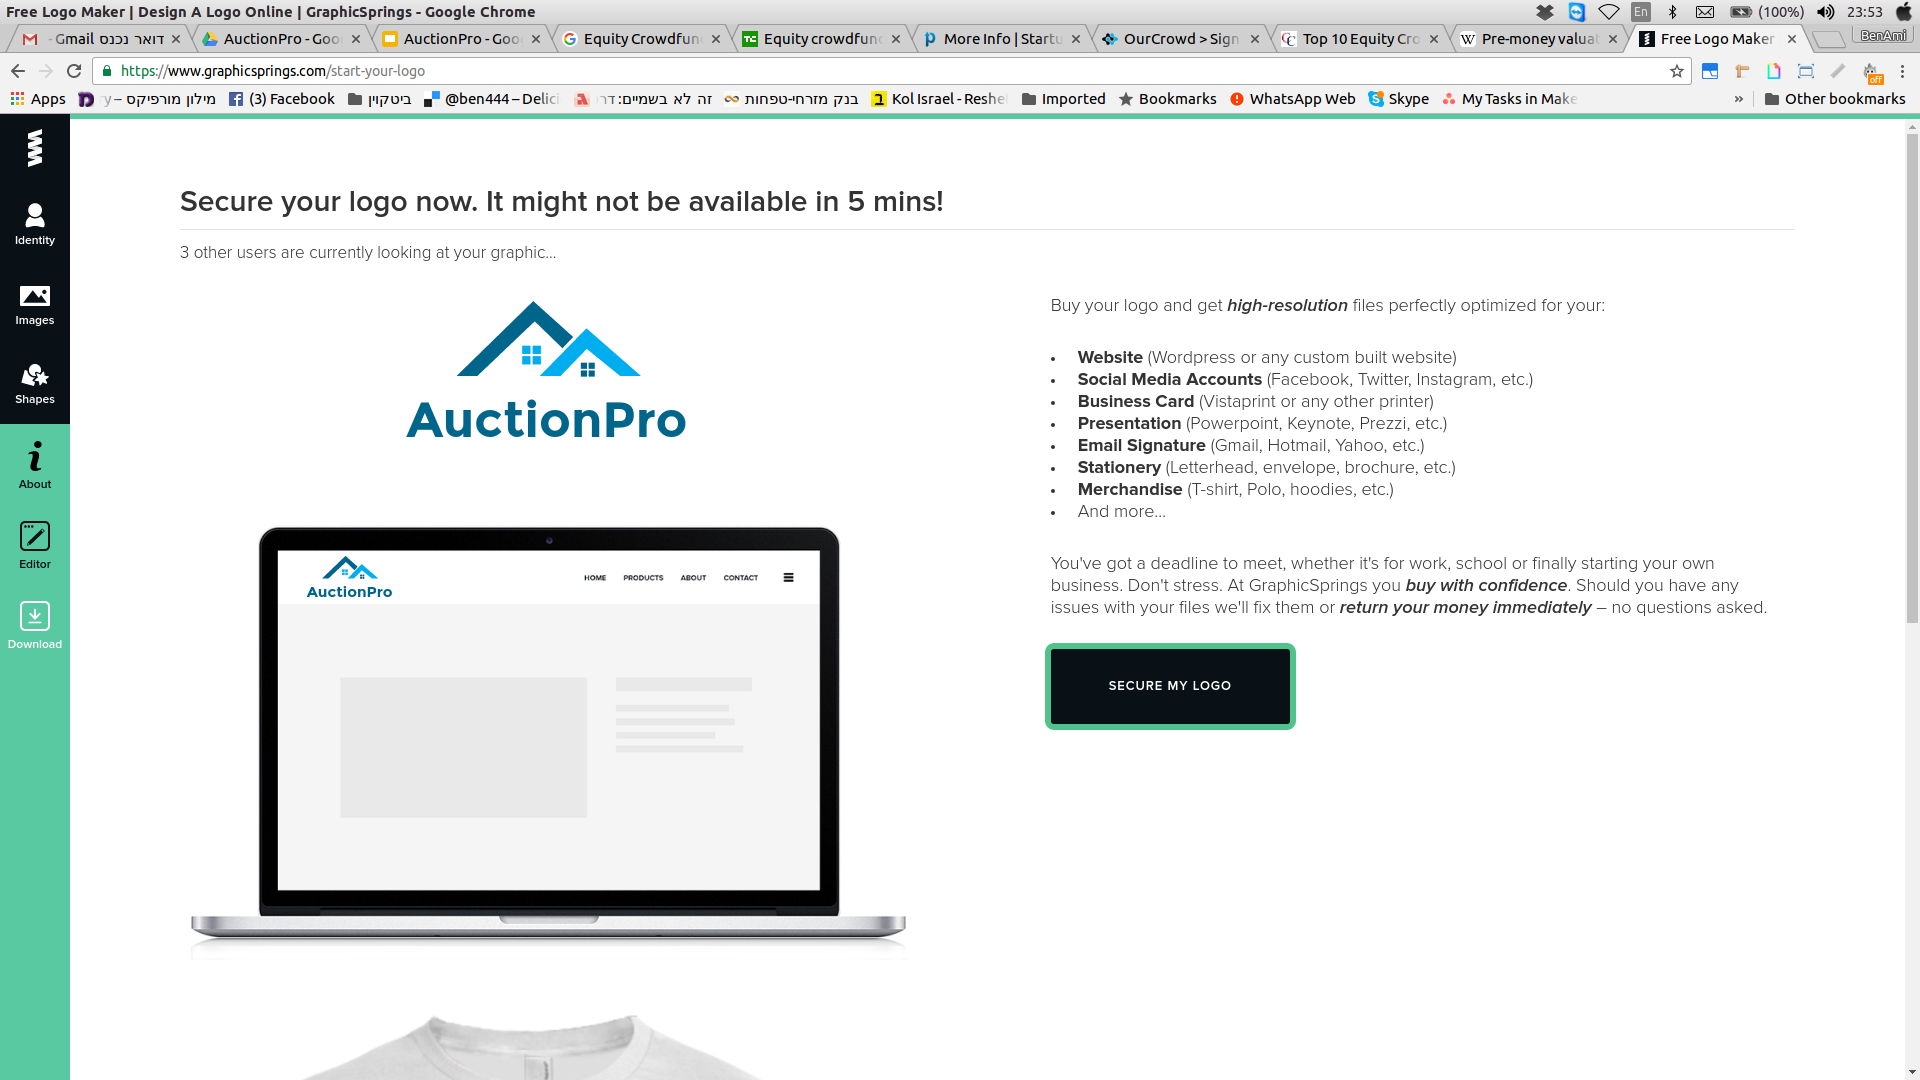 Free Logo Maker | Design A Logo Online | GraphicSprings - Google Chrome
En (100%) 23:53
דואר נכנס - Gmail
AuctionPro - Goo
AuctionPro - Goo
Equity Crowdfun
Equity crowdfun
More Info | Startu
OurCrowd > Sign
Top 10 Equity Cro
Pre-money valuat
Free Logo Maker
BenAmi
https://www.graphicsprings.com/start-your-logo
off
Apps
מילון מורפיקס – ry
(3) Facebook
ביטקוין
@ben444 – Delici
זה לא בשמיים: דר
בנק מזרחי-טפחות
Kol Israel - Reshe
Imported
Bookmarks
WhatsApp Web
Skype
My Tasks in Make
»
Other bookmarks
Identity
Images
Shapes
About
Editor
Download
Secure your logo now. It might not be available in 5 mins!
3 other users are currently looking at your graphic...
AuctionPro
AuctionPro
HOME PRODUCTS ABOUT CONTACT
Buy your logo and get high-resolution files perfectly optimized for your:
• Website (Wordpress or any custom built website)
• Social Media Accounts (Facebook, Twitter, Instagram, etc.)
• Business Card (Vistaprint or any other printer)
• Presentation (Powerpoint, Keynote, Prezzi, etc.)
• Email Signature (Gmail, Hotmail, Yahoo, etc.)
• Stationery (Letterhead, envelope, brochure, etc.)
• Merchandise (T-shirt, Polo, hoodies, etc.)
• And more...
You've got a deadline to meet, whether it's for work, school or finally starting your own
business. Don't stress. At GraphicSprings you buy with confidence. Should you have any
issues with your files we'll fix them or return your money immediately – no questions asked.
SECURE MY LOGO